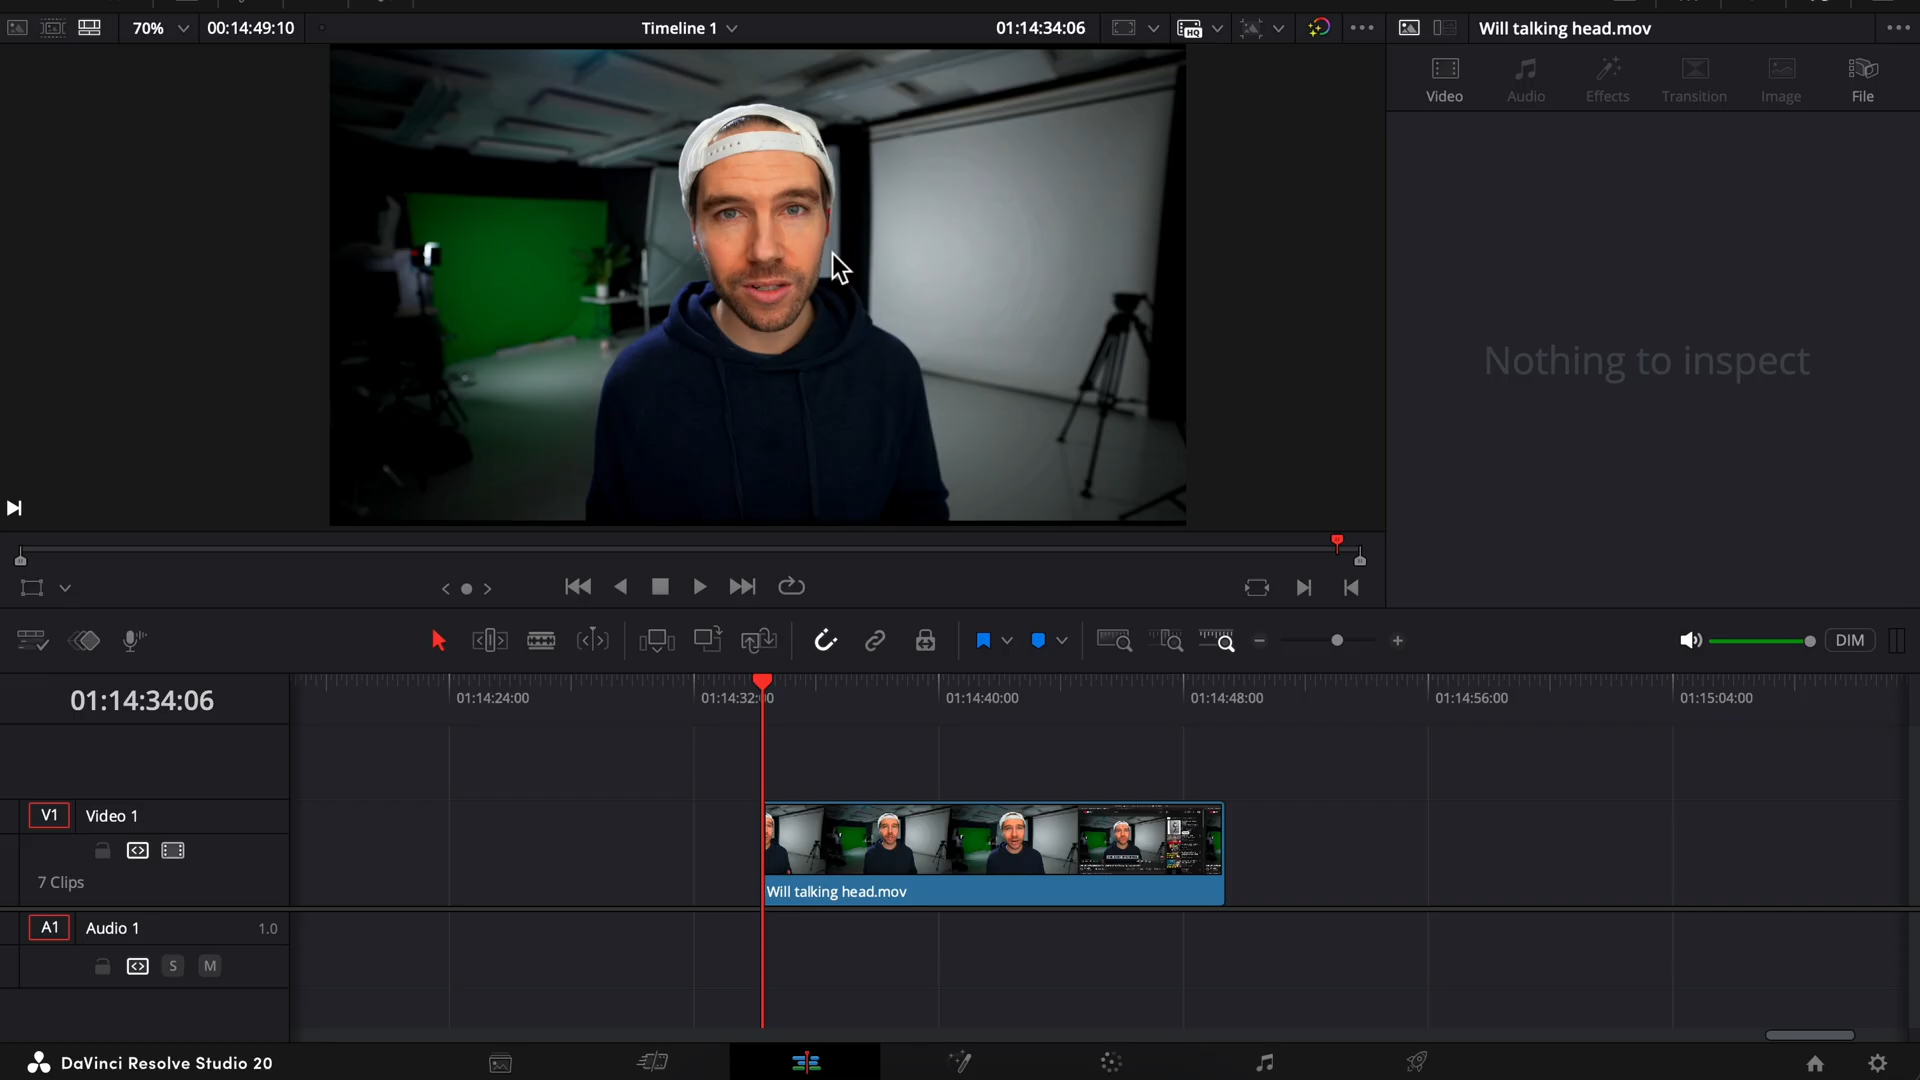 70%
00:14:49:10
Timeline 1
01:14:34:06
HQ
Will talking head.mov
Video
Audio
Effects
Transition
Image
File
Nothing to inspect
DIM
01:14:34:06
01:14:24:00
01:14:32:00
01:14:40:00
01:14:48:00
01:14:56:00
01:15:04:00
V1
Video 1
7 Clips
Will talking head.mov
A1
Audio 1
1.0
S
M
DaVinci Resolve Studio 20